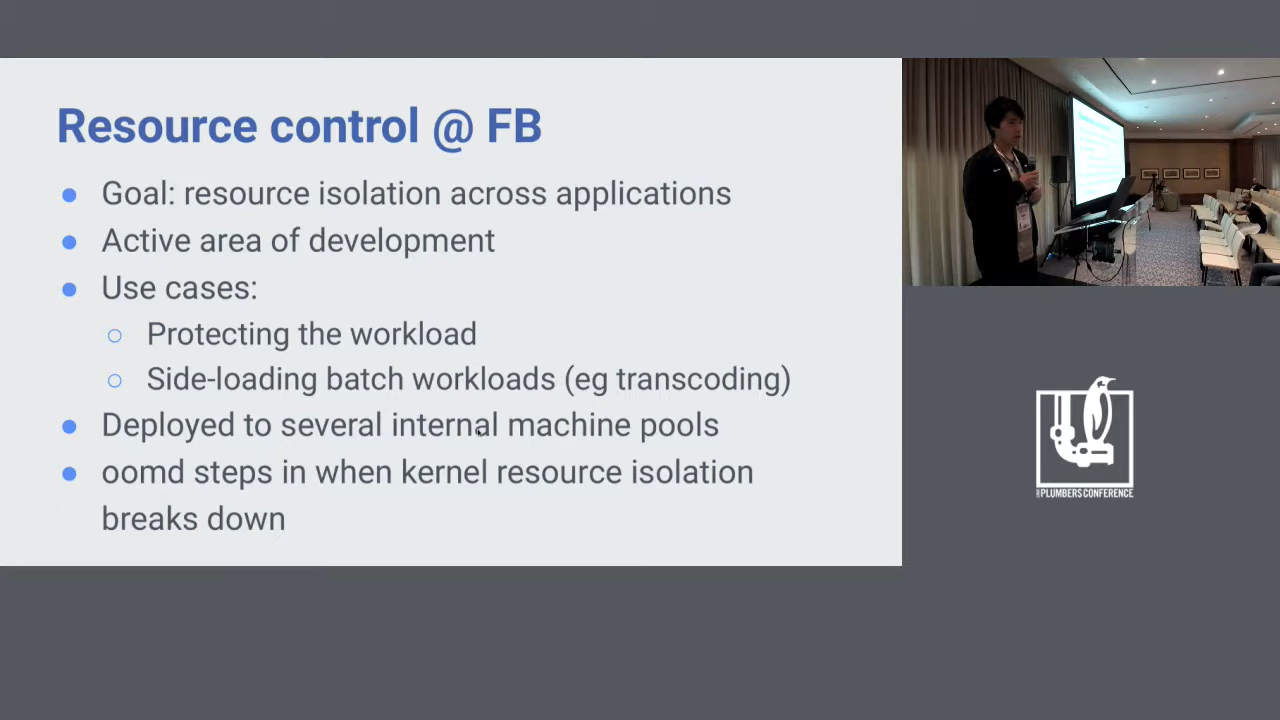 Resource control @ FB
● Goal: resource isolation across applications
● Active area of development
● Use cases:
○ Protecting the workload
○ Side-loading batch workloads (eg transcoding)
● Deployed to several internal machine pools
● oomd steps in when kernel resource isolation
breaks down
PLUMBERS CONFERENCE